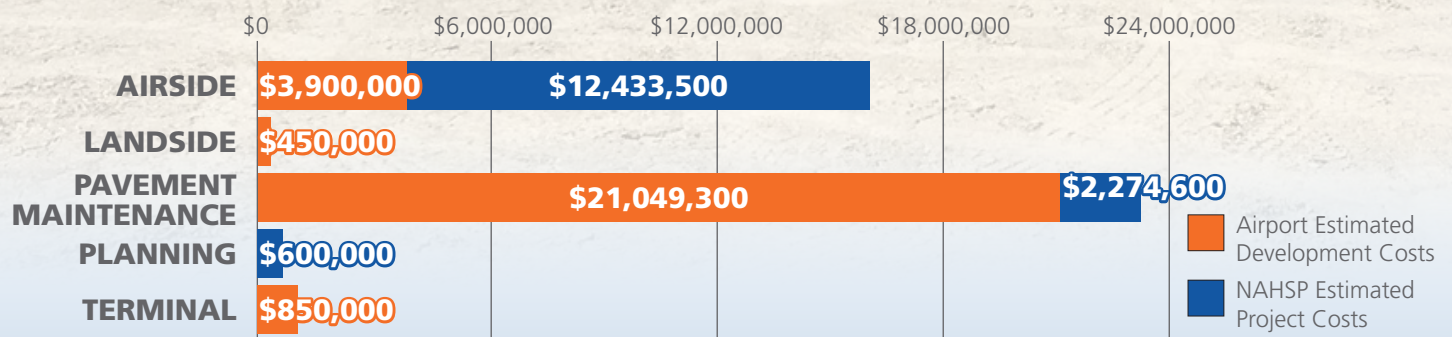 $0 $6,000,000 $12,000,000 $18,000,000 $24,000,000
AIRSIDE $3,900,000 $12,433,500
LANDSIDE $450,000
PAVEMENT
MAINTENANCE $21,049,300 $2,274,600
PLANNING $600,000
TERMINAL $850,000
Airport Estimated
Development Costs
NAHSP Estimated
Project Costs